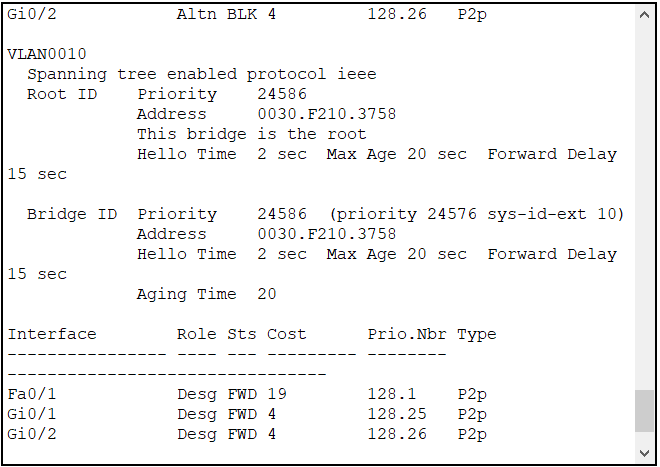 Gi0/2            Altn BLK 4         128.26   P2p

VLAN0010
  Spanning tree enabled protocol ieee
  Root ID    Priority    24586
             Address     0030.F210.3758
             This bridge is the root
             Hello Time  2 sec  Max Age 20 sec  Forward Delay
15 sec

  Bridge ID  Priority    24586  (priority 24576 sys-id-ext 10)
             Address     0030.F210.3758
             Hello Time  2 sec  Max Age 20 sec  Forward Delay
15 sec
             Aging Time  20

Interface        Role Sts Cost      Prio.Nbr Type
---------------- ---- --- --------- --------
--------------------------------
Fa0/1            Desg FWD 19        128.1    P2p
Gi0/1            Desg FWD 4         128.25   P2p
Gi0/2            Desg FWD 4         128.26   P2p